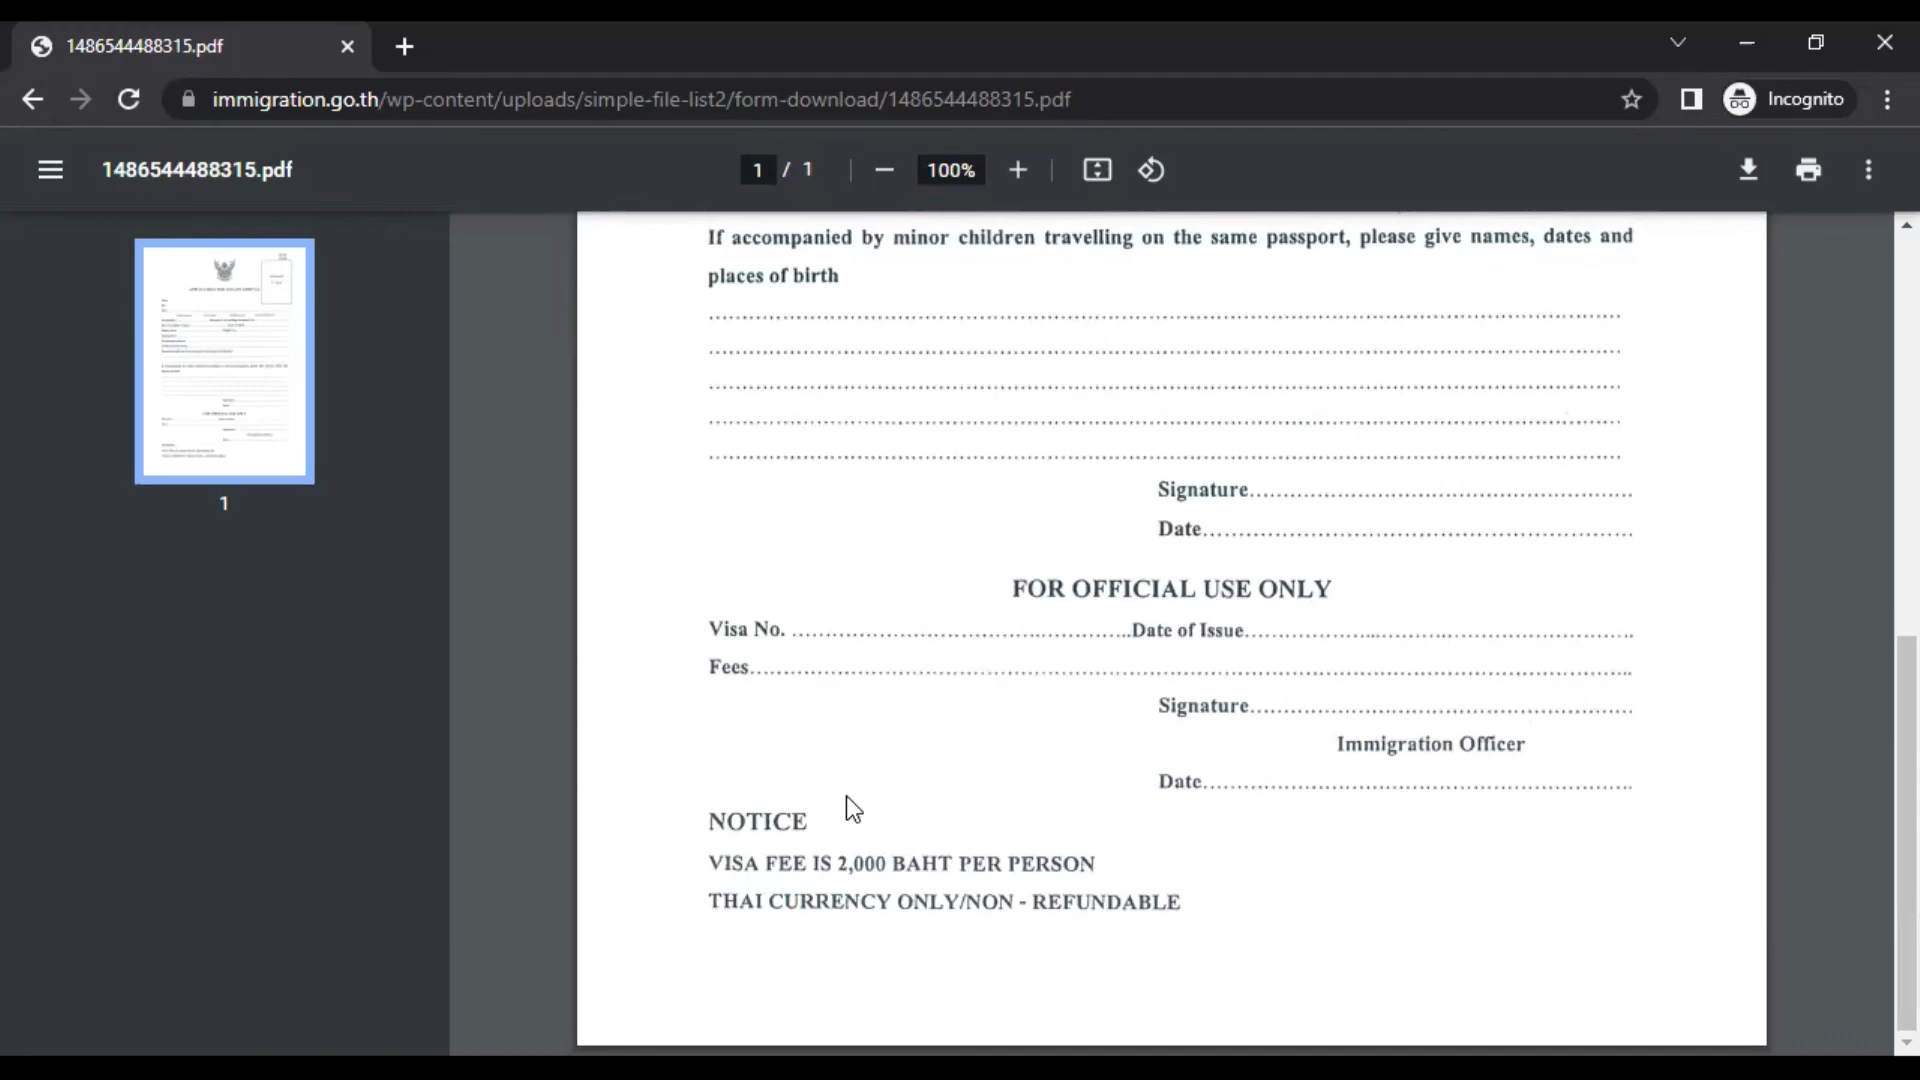 1486544488315.pdf
immigration.go.th/wp-content/uploads/simple-file-list2/form-download/1486544488315.pdf
Incognito
1486544488315.pdf
1 / 1
100%
1
If accompanied by minor children travelling on the same passport, please give names, dates and
places of birth
Signature
Date
FOR OFFICIAL USE ONLY
Visa No. Date of Issue
Fees
Signature
Immigration Officer
Date
NOTICE
VISA FEE IS 2,000 BAHT PER PERSON
THAI CURRENCY ONLY/NON - REFUNDABLE